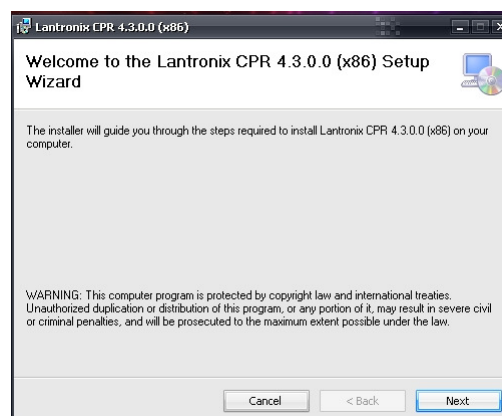 Lantronix CPR 4.3.0.0 (x86)
Welcome to the Lantronix CPR 4.3.0.0 (x86) Setup
Wizard
The installer will guide you through the steps required to install Lantronix CPR 4.3.0.0 (x86) on your
computer.
WARNING: This computer program is protected by copyright law and international treaties.
Unauthorized duplication or distribution of this program, or any portion of it, may result in severe civil
or criminal penalties, and will be prosecuted to the maximum extent possible under the law.
Cancel
< Back
Next